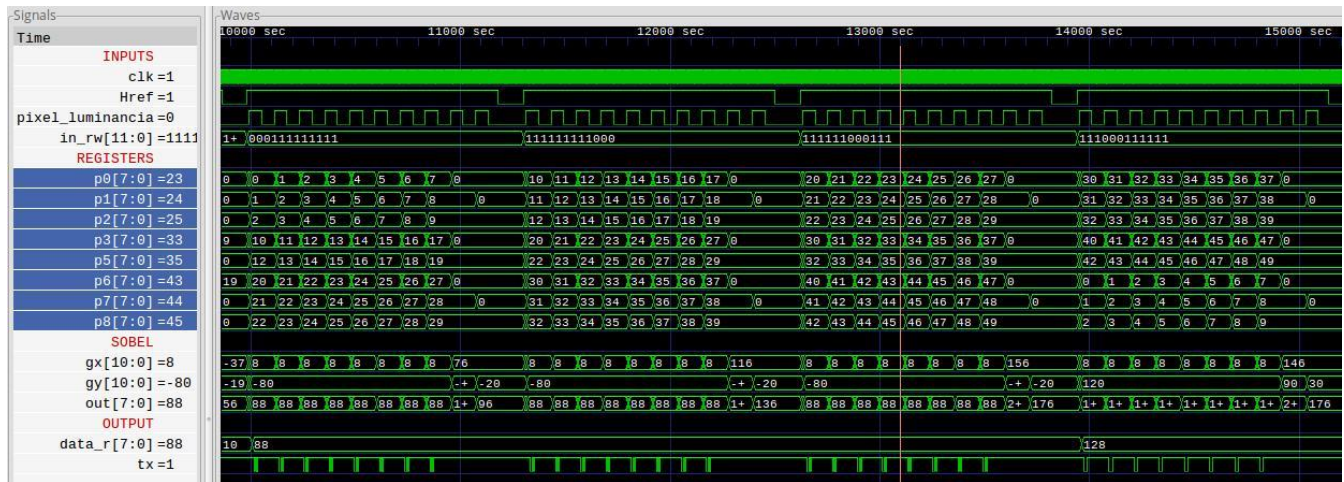 Signals Waves
Time 10000 sec 11000 sec 12000 sec 13000 sec 14000 sec 15000 sec
INPUTS
clk =1
Href =1
pixel_luminancia =0
in_rw[11:0] =1111 1+ 000111111111 111111111000 111111000111 111000111111
REGISTERS
p0[7:0] =23 0 0 1 2 3 4 5 6 7 0 10 11 12 13 14 15 16 17 0 20 21 22 23 24 25 26 27 0 30 31 32 33 34 35 36 37 0
p1[7:0] =24 0 1 2 3 4 5 6 7 8 0 11 12 13 14 15 16 17 18 0 21 22 23 24 25 26 27 28 0 31 32 33 34 35 36 37 38 0
p2[7:0] =25 0 2 3 4 5 6 7 8 9 12 13 14 15 16 17 18 19 22 23 24 25 26 27 28 29 32 33 34 35 36 37 38 39
p3[7:0] =33 9 10 11 12 13 14 15 16 17 0 20 21 22 23 24 25 26 27 0 30 31 32 33 34 35 36 37 0 40 41 42 43 44 45 46 47 0
p5[7:0] =35 0 12 13 14 15 16 17 18 19 22 23 24 25 26 27 28 29 32 33 34 35 36 37 38 39 42 43 44 45 46 47 48 49
p6[7:0] =43 19 20 21 22 23 24 25 26 27 0 30 31 32 33 34 35 36 37 0 40 41 42 43 44 45 46 47 0 0 1 2 3 4 5 6 7 0
p7[7:0] =44 0 21 22 23 24 25 26 27 28 0 31 32 33 34 35 36 37 38 0 41 42 43 44 45 46 47 48 0 1 2 3 4 5 6 7 8 0
p8[7:0] =45 0 22 23 24 25 26 27 28 29 32 33 34 35 36 37 38 39 42 43 44 45 46 47 48 49 2 3 4 5 6 7 8 9
SOBEL
gx[10:0] =8 -37 8 8 8 8 8 8 8 8 76 8 8 8 8 8 8 8 8 116 8 8 8 8 8 8 8 8 156 8 8 8 8 8 8 8 8 146
gy[10:0] =-80 -19 -80 -+ -20 -80 -+ -20 -80 -+ -20 120 90 30
out[7:0] =88 56 88 88 88 88 88 88 88 88 1+ 96 88 88 88 88 88 88 88 88 1+ 136 88 88 88 88 88 88 88 88 2+ 176 1+ 1+ 1+ 1+ 1+ 1+ 1+ 1+ 2+ 176
OUTPUT
data_r[7:0] =88 10 88 128
tx =1